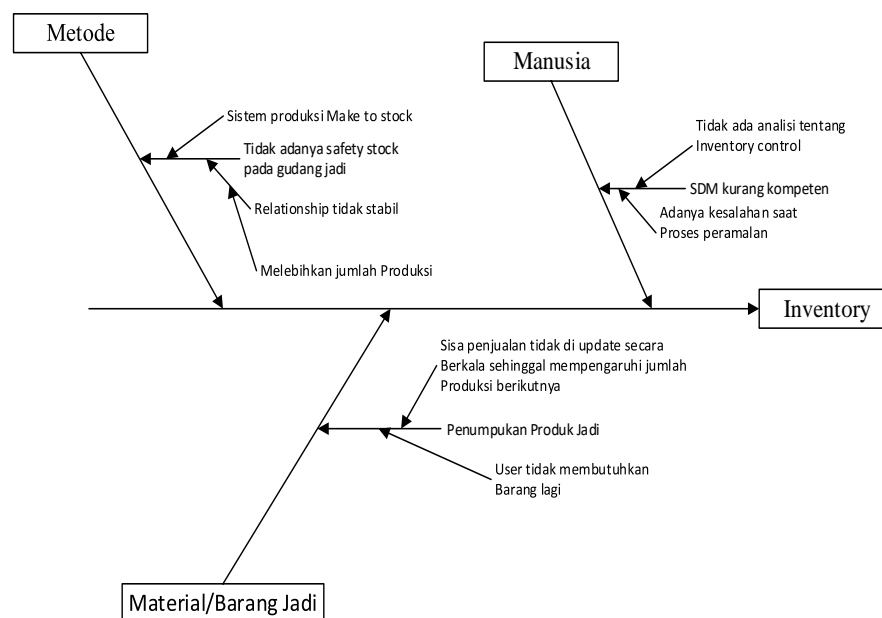 Metode
Manusia
Sistem produksi Make to stock
Tidak adanya safety stock
pada gudang jadi
Relationship tidak stabil
Melebihkan jumlah Produksi
Tidak ada analisi tentang
Inventory control
SDM kurang kompeten
Adanya kesalahan saat
Proses peramalan
Inventory
Sisa penjualan tidak di update secara
Berkala sehinggal mempengaruhi jumlah
Produksi berikutnya
Penumpukan Produk Jadi
User tidak membutuhkan
Barang lagi
Material/Barang Jadi